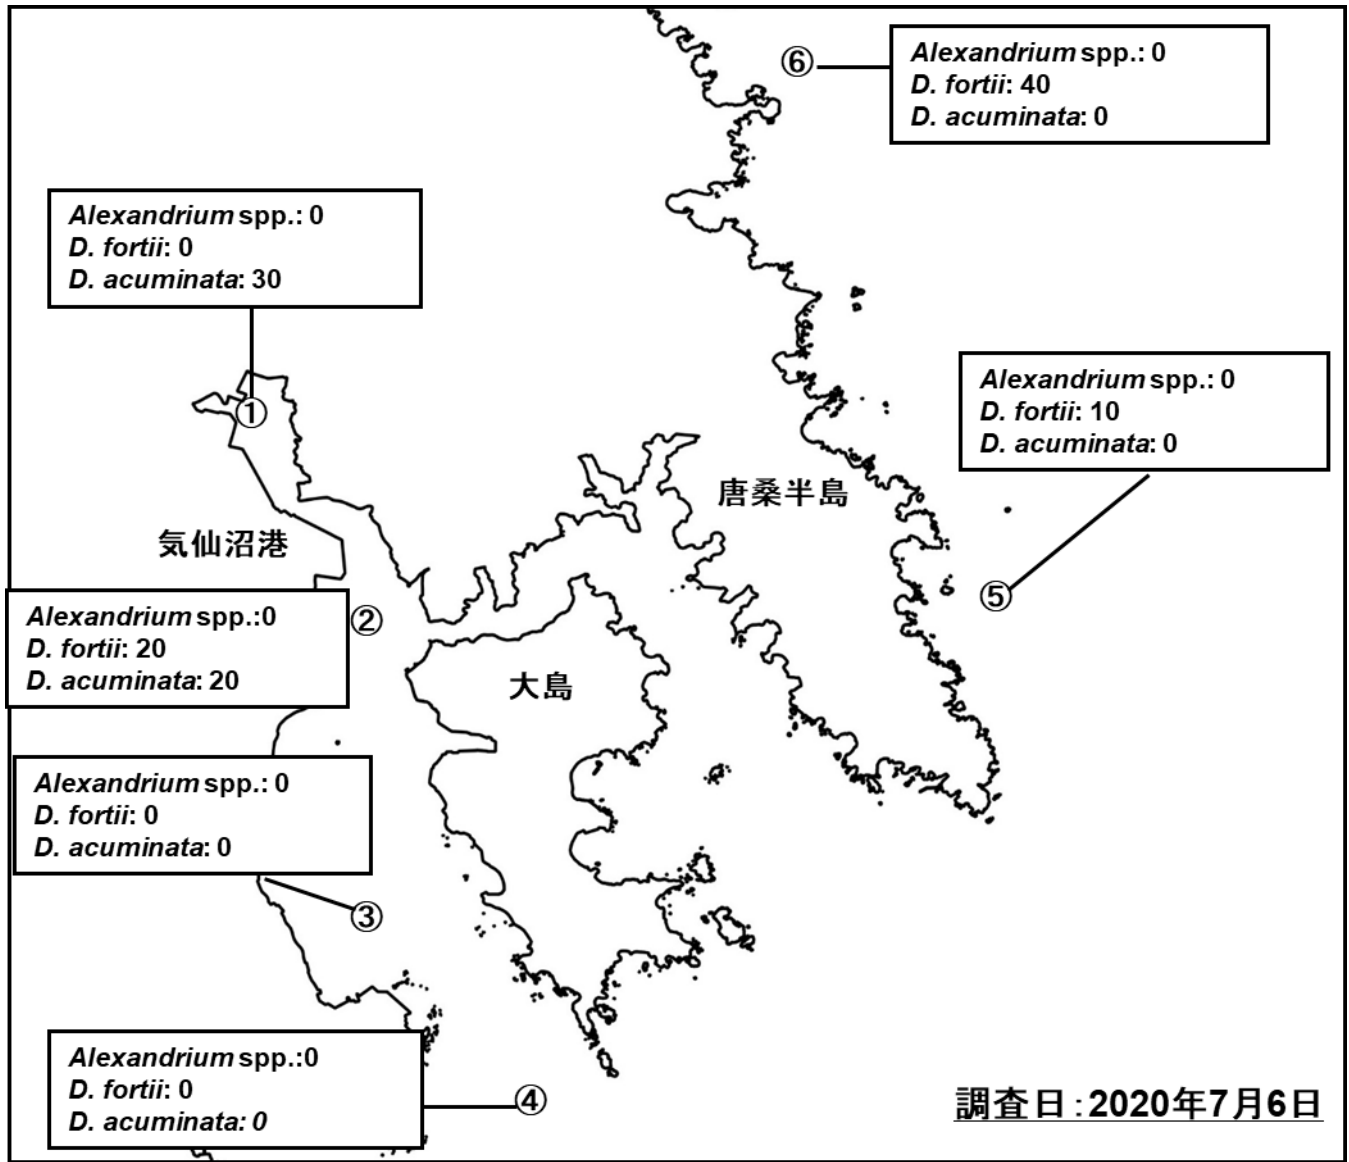 ⑥
Alexandrium spp.: 0
D. fortii: 40
D. acuminata: 0
Alexandrium spp.: 0
D. fortii: 0
D. acuminata: 30
①
Alexandrium spp.: 0
D. fortii: 10
D. acuminata: 0
⑤
唐桑半島
気仙沼港
Alexandrium spp.:0
D. fortii: 20
D. acuminata: 20
②
大島
Alexandrium spp.: 0
D. fortii: 0
D. acuminata: 0
③
Alexandrium spp.:0
D. fortii: 0
D. acuminata: 0
④
調査日:2020年7月6日